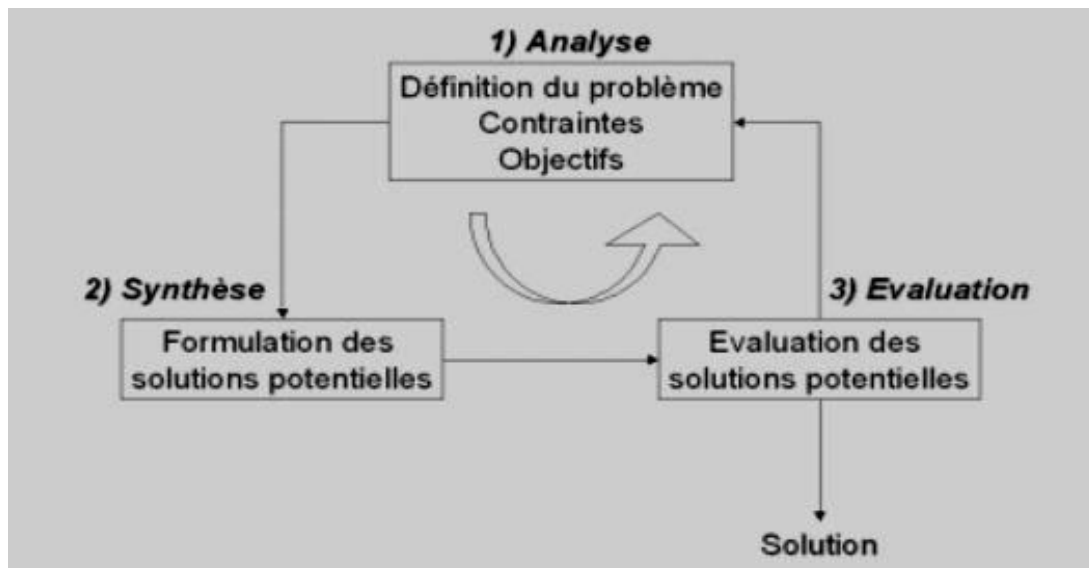 1) Analyse
Définition du problème
Contraintes
Objectifs
2) Synthèse
Formulation des
solutions potentielles
3) Evaluation
Evaluation des
solutions potentielles
Solution